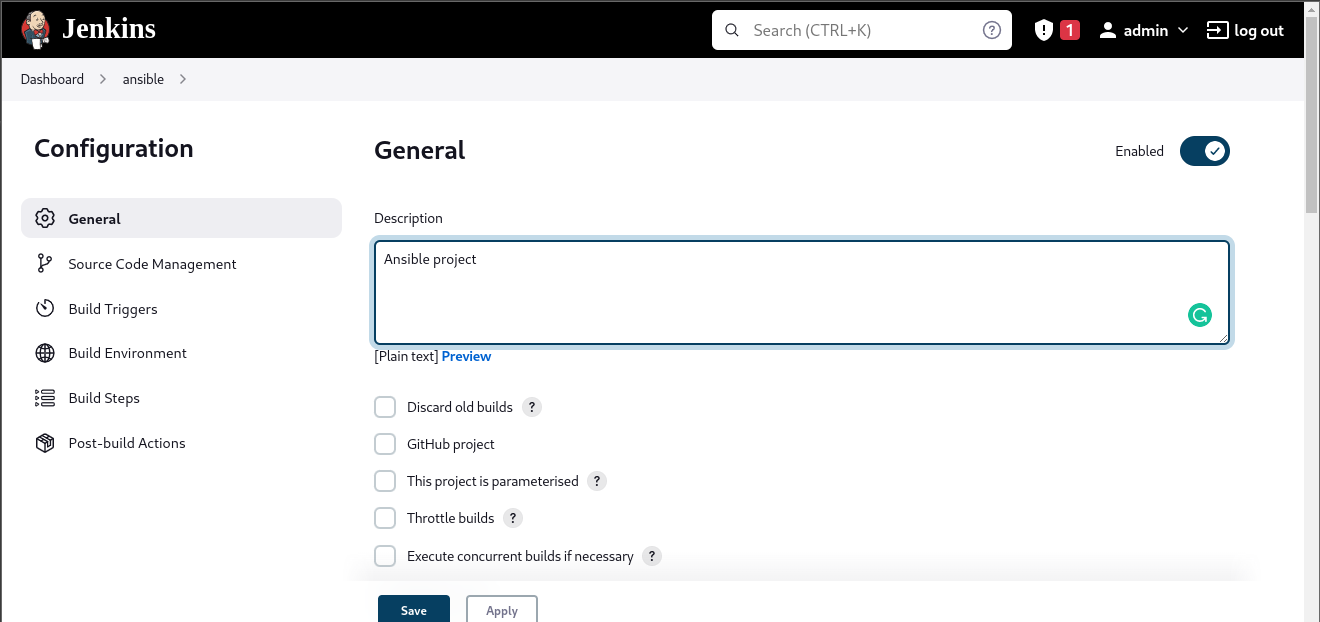 Jenkins
Search (CTRL+K)
?
1
admin
log out
Dashboard
ansible
Configuration
General
Source Code Management
Build Triggers
Build Environment
Build Steps
Post-build Actions
General
Enabled
Description
Ansible project
[Plain text] Preview
Discard old builds ?
GitHub project
This project is parameterised ?
Throttle builds ?
Execute concurrent builds if necessary ?
Save
Apply